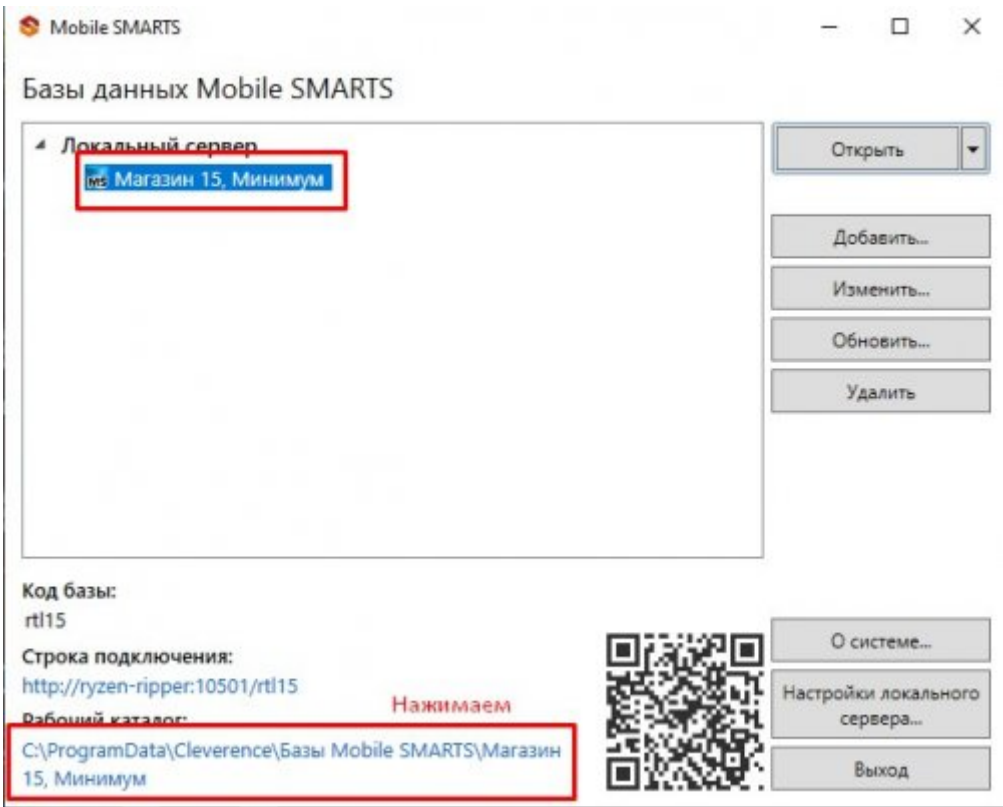 Mobile SMARTS
Базы данных Mobile SMARTS
Локальный сервер
MS Магазин 15, Минимум
Открыть
Добавить...
Изменить...
Обновить...
Удалить
Код базы:
rtl15
Строка подключения:
http://ryzen-ripper:10501/rtl15
Нажимаем
Рабочий каталог:
C:\ProgramData\Cleverence\Базы Mobile SMARTS\Магазин
15, Минимум
О системе...
Настройки локального
сервера...
Выход